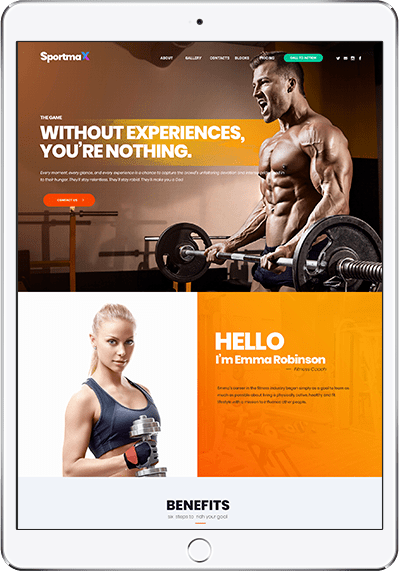 SportmaX
ABOUT GALLERY CONTACTS BLOCKS PRICING CALL TO ACTION
THE GAME
WITHOUT EXPERIENCES,
YOU'RE NOTHING.
Every moment, every glance, and every experience is a chance to capture the crowd's unfaltering devotion and
to their hunger. They'll stay relentless. They'll stay rabid. They'll make you a God.
CONTACT US
HELLO
I'm Emma Robinson
— Fitness Coach
Emma's career in the fitness industry began simply as a goal to learn as
much as possible about living a physically active, healthy and fit
lifestyle with a mission to influence other people.
BENEFITS
steps to rich your goal